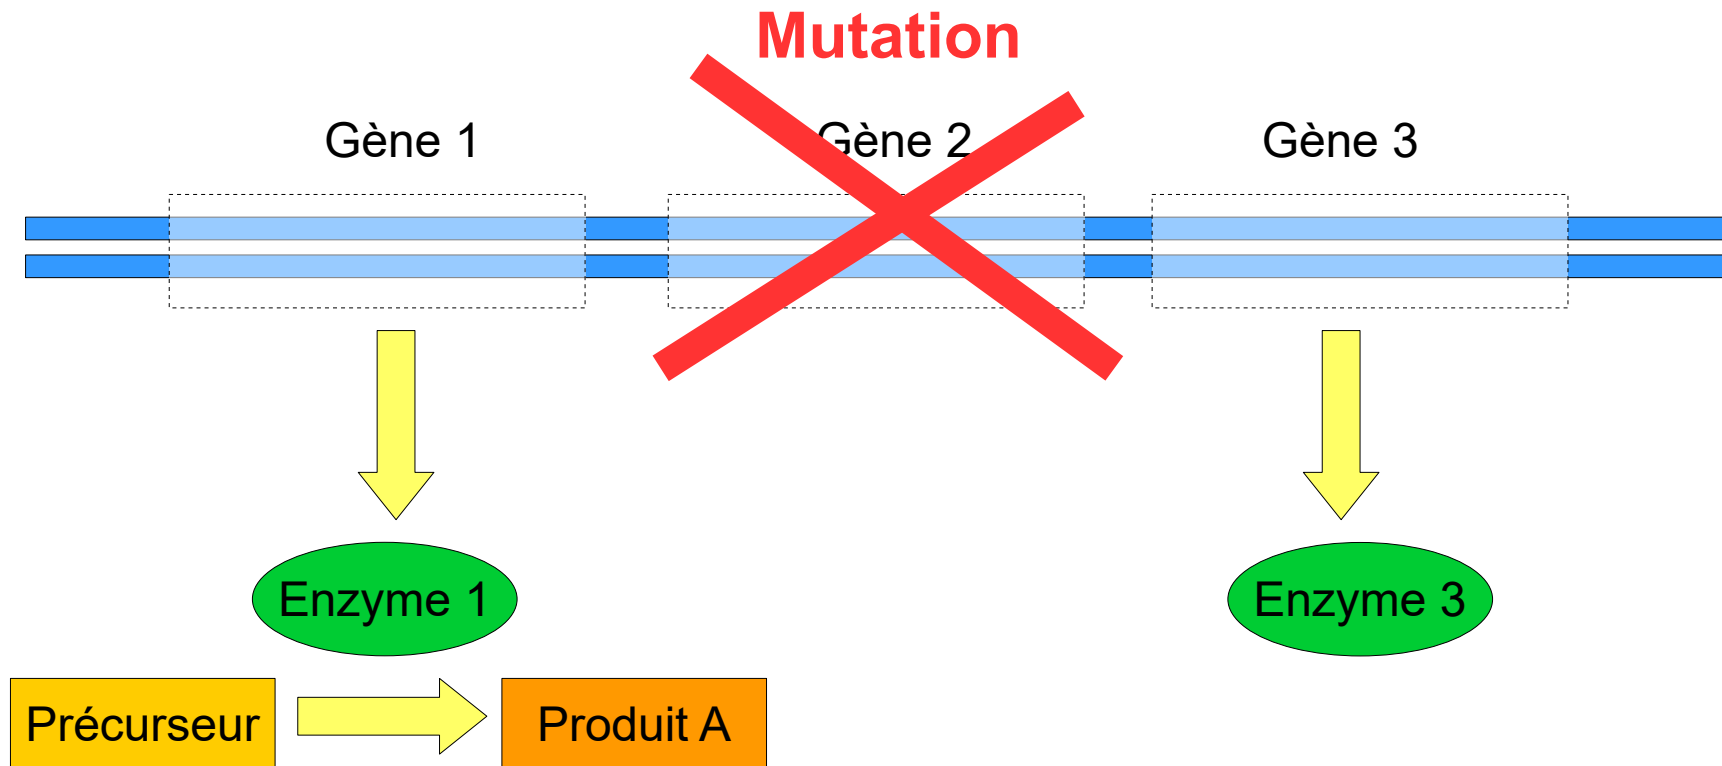 Mutation
Gène 1
Gène 2
Gène 3
Enzyme 1
Enzyme 3
Précurseur
Produit A